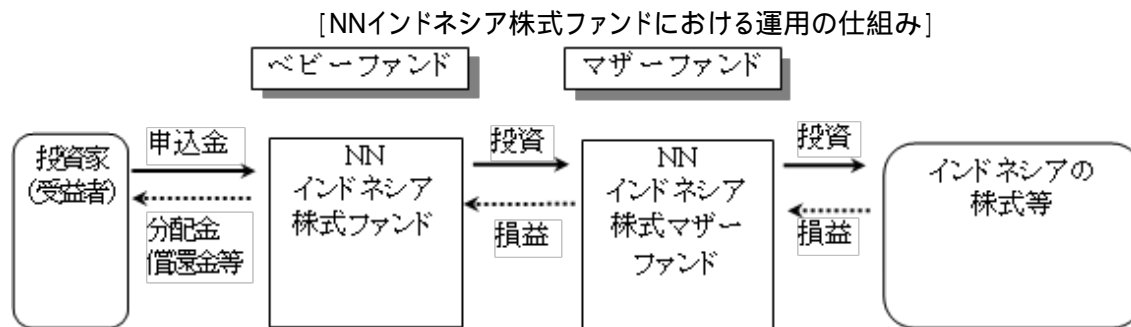 [NNインドネシア株式ファンドにおける運用の仕組み]
ベビーファンド
マザーファンド
投資家
(受益者)
申込金
分配金
償還金等
NN
インドネシア
株式ファンド
投資
損益
NN
インドネシア
株式マザー
ファンド
投資
損益
インドネシアの
株式等